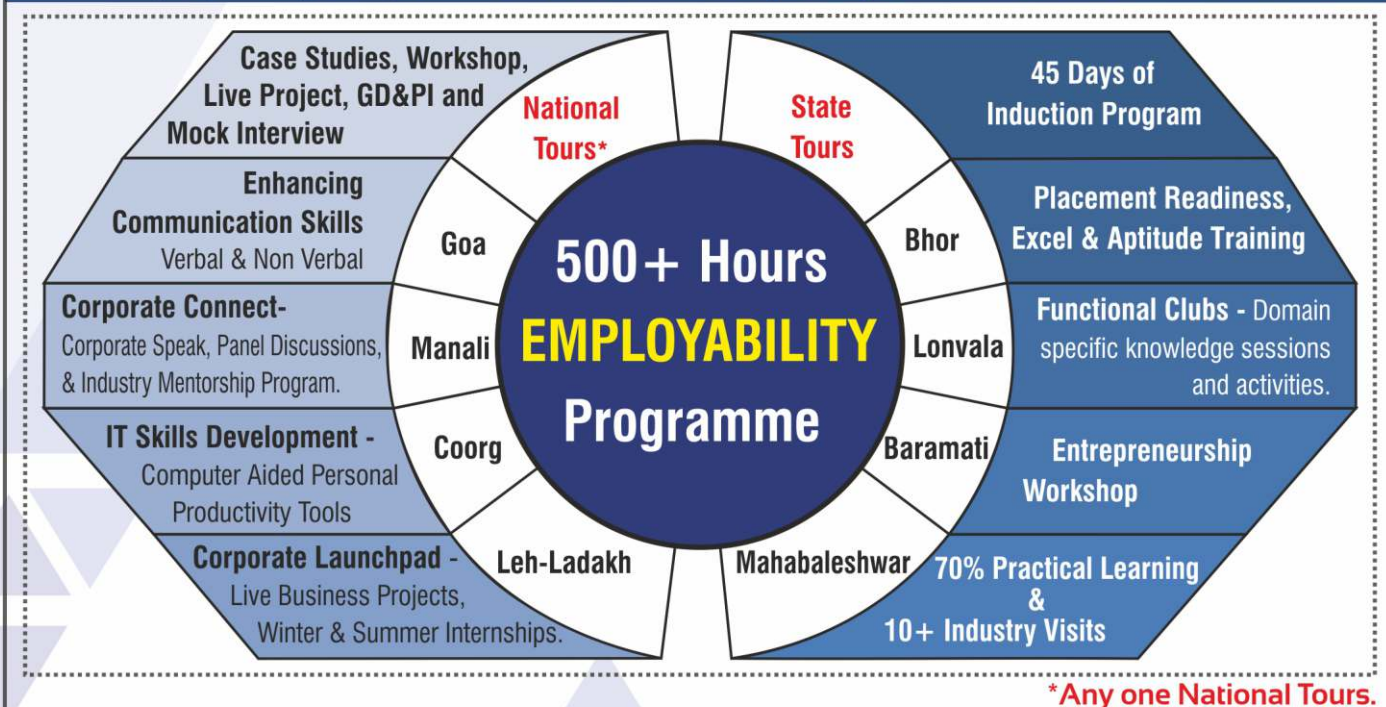 Case Studies, Workshop,
Live Project, GD&PI and
Mock Interview
Enhancing
Communication Skills
Verbal & Non Verbal
Corporate Connect-
Corporate Speak, Panel Discussions,
& Industry Mentorship Program.
IT Skills Development -
Computer Aided Personal
Productivity Tools
Corporate Launchpad -
Live Business Projects,
Winter & Summer Internships.
National
Tours*
Goa
Manali
Coorg
Leh-Ladakh
500+ Hours
EMPLOYABILITY
Programme
State
Tours
Bhor
Lonvala
Baramati
Mahabaleshwar
45 Days of
Induction Program
Placement Readiness,
Excel & Aptitude Training
Functional Clubs - Domain
specific knowledge sessions
and activities.
Entrepreneurship
Workshop
70% Practical Learning
&
10+ Industry Visits
*Any one National Tours.